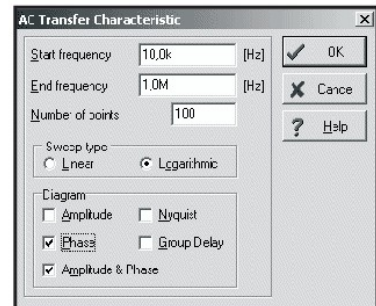 AC Transfer Characteristic
Start frequency 10,0k [Hz]
End frequency 1,0M [Hz]
Number of points 100
Sweep type
Linear Logarithmic
Diagram
Amplitude Nyquist
Phase Group Delay
Amplitude & Phase
OK
Cance
Help